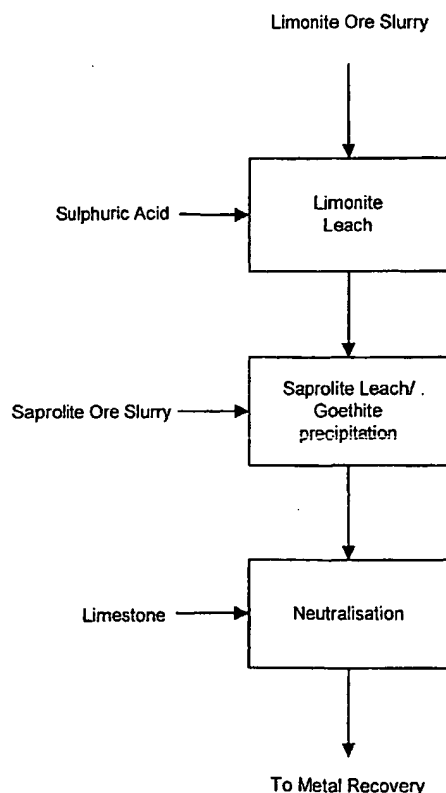 Limonite Ore Slurry
Sulphuric Acid
Limonite
Leach
Saprolite Ore Slurry
Saprolite Leach/
Goethite
precipitation
Limestone
Neutralisation
To Metal Recovery